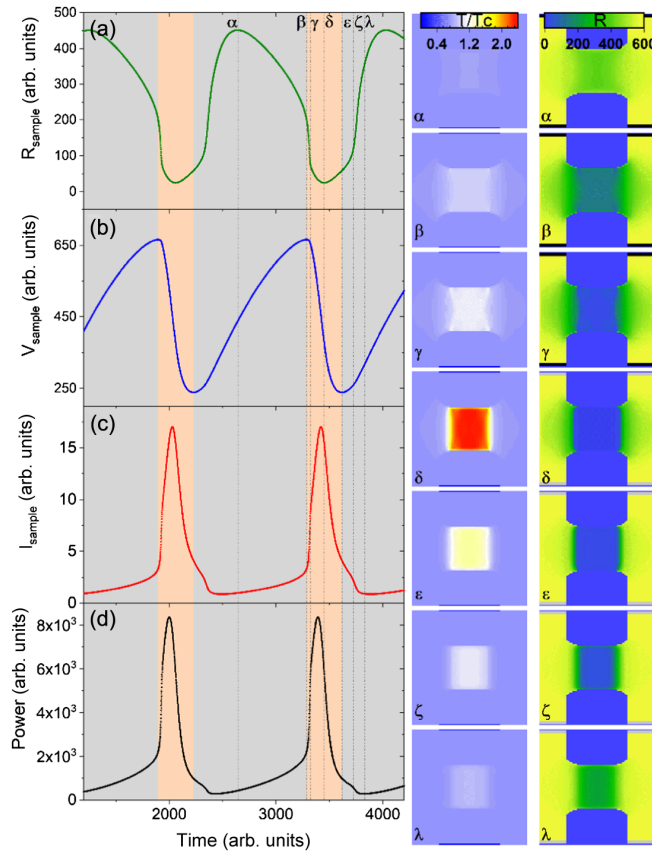 (a)
R_sample (arb. units)
500
400
300
200
100
0
α
β γ δ ε ζ λ
(b)
V_sample (arb. units)
650
450
250
(c)
I_sample (arb. units)
15
10
5
2.5
0
(d)
Power (arb. units)
8x10³
6x10³
4x10³
2x10³
0
2000 3000 4000
Time (arb. units)
T/Tc
0.4 1.2 2.0
α
β
γ
δ
ε
ζ
λ
R
0 200 400 600
α
β
γ
δ
ε
ζ
λ